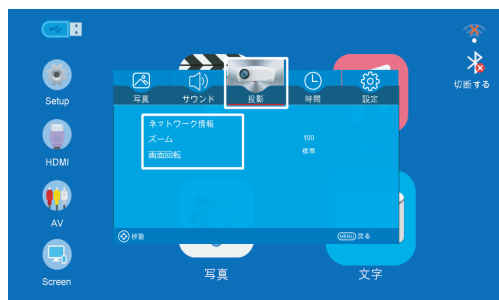 切断する
Setup
HDMI
AV
Screen
写真 サウンド 投影 時間 設定
ネットワーク情報
ズーム 100
画面回転 標準
移動 MENU 戻る
写真 文字